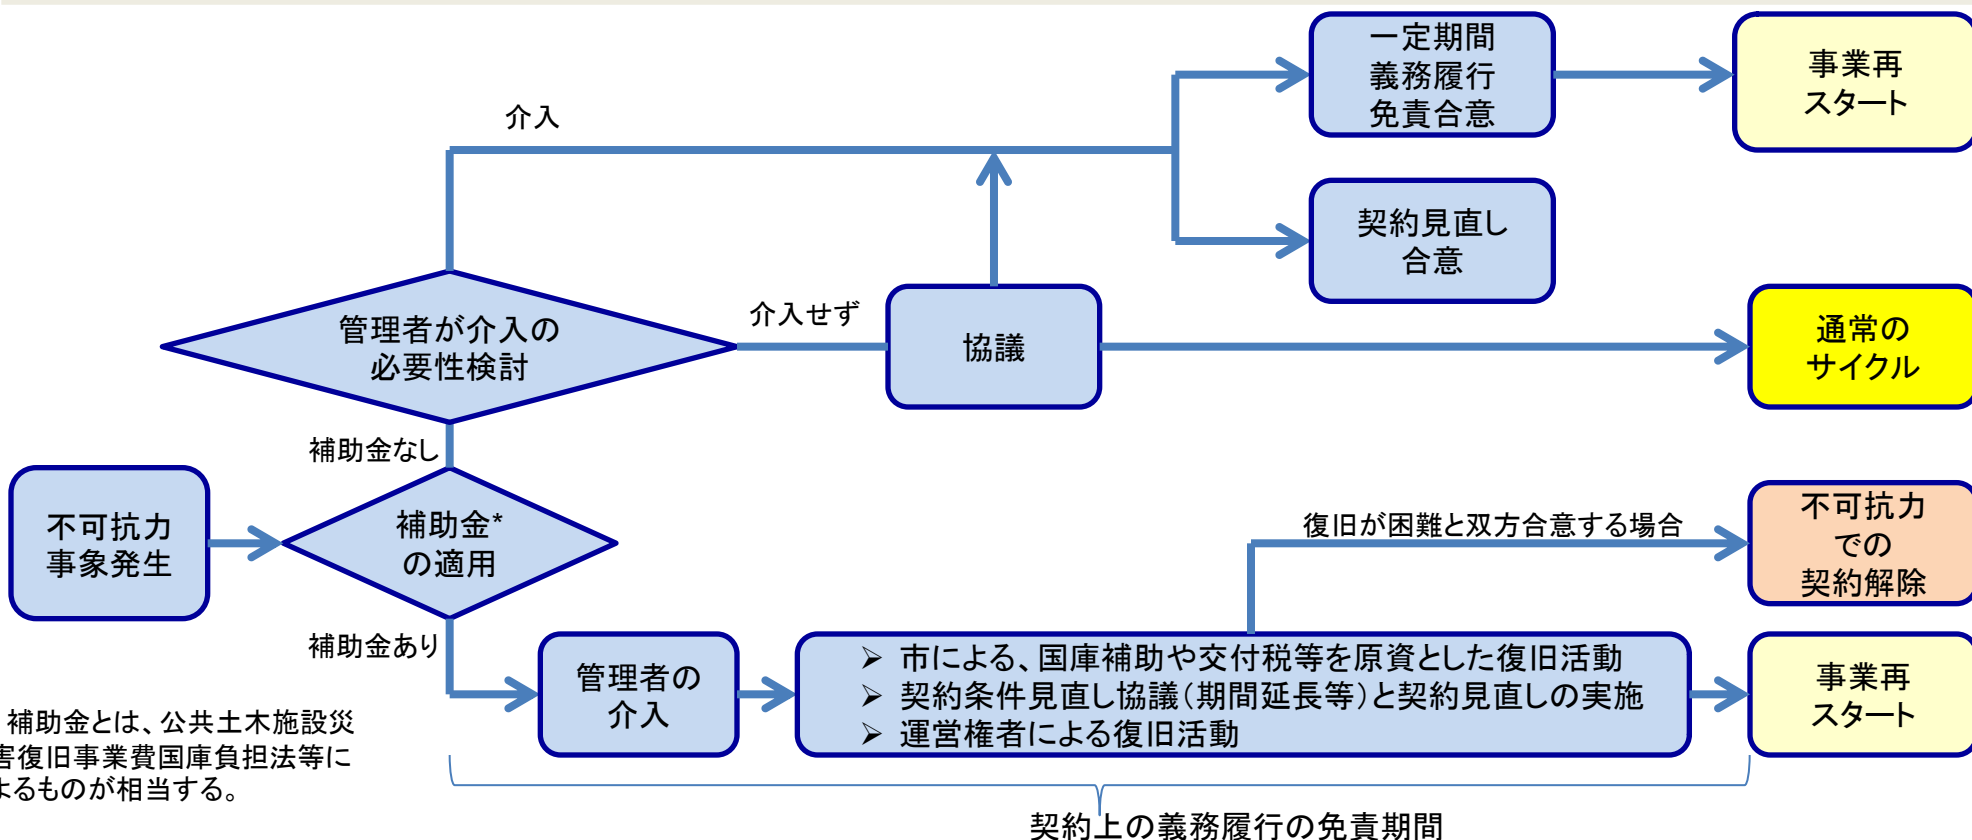 一定期間
義務履行
免責合意
事業再
スタート
介入
契約見直し
合意
管理者が介入の
必要性検討
介入せず
協議
通常の
サイクル
補助金なし
不可抗力
事象発生
補助金*
の適用
復旧が困難と双方合意する場合
不可抗力
での
契約解除
補助金あり
管理者の
介入
➢ 市による、国庫補助や交付税等を原資とした復旧活動
➢ 契約条件見直し協議（期間延長等）と契約見直しの実施
➢ 運営権者による復旧活動
事業再
スタート
補助金とは、公共土木施設災
害復旧事業費国庫負担法等に
よるものが相当する。
契約上の義務履行の免責期間